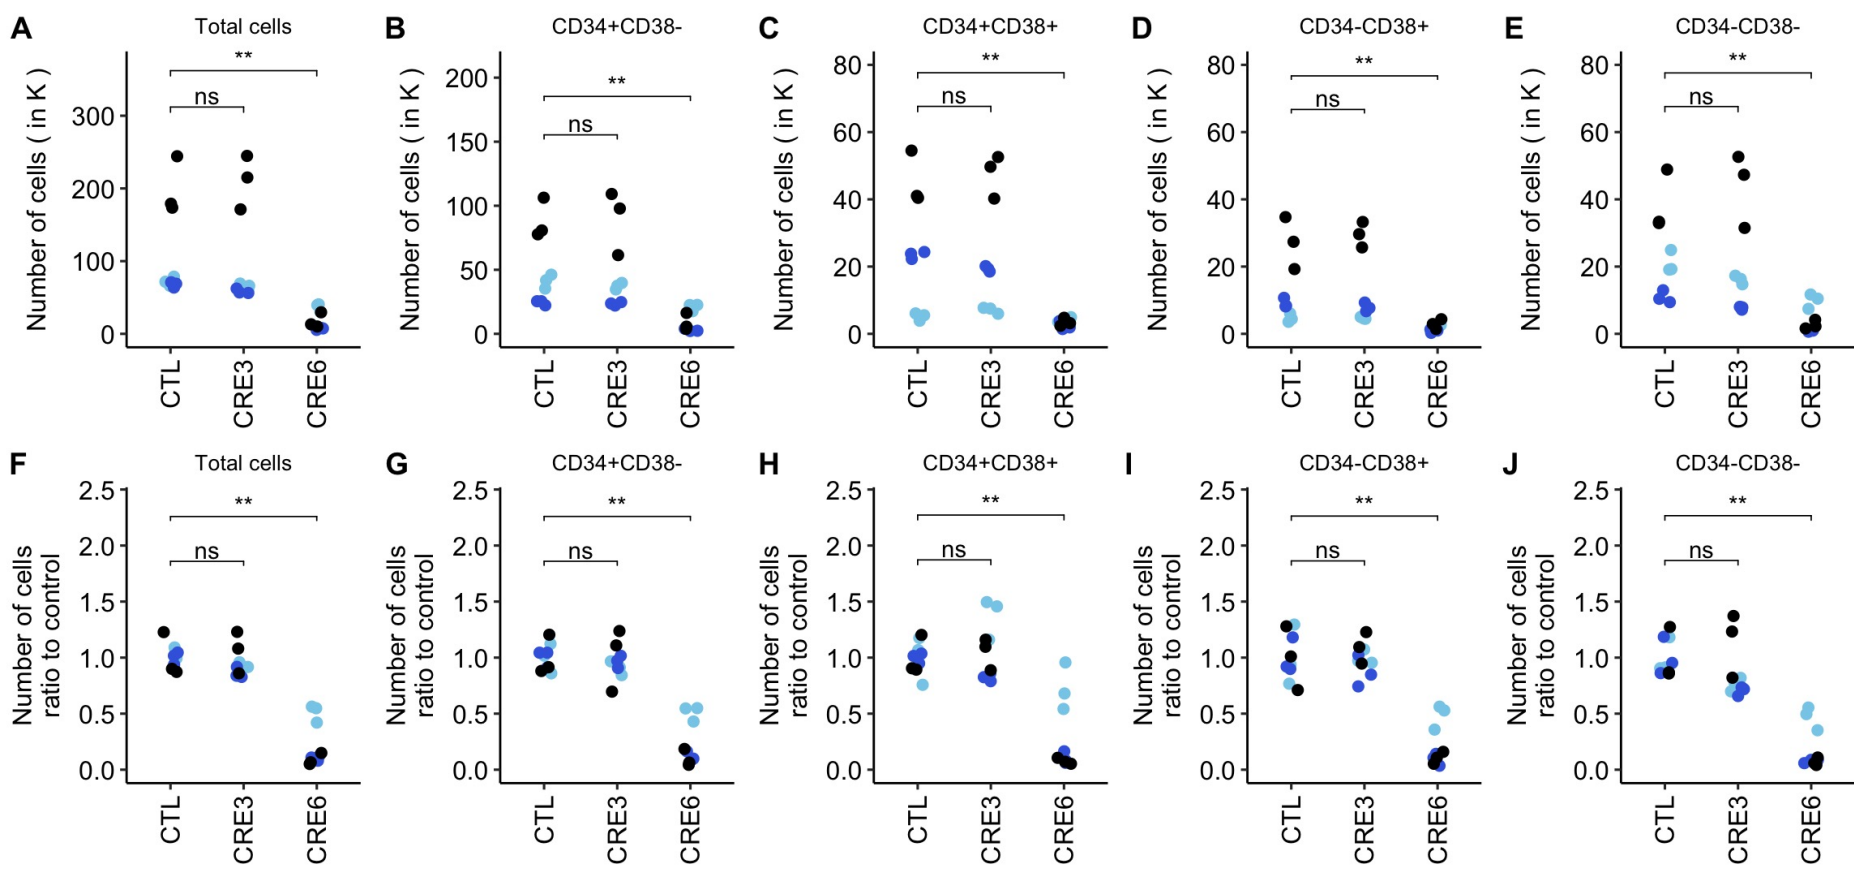 A Total cells
Number of cells ( in K )
300
200
100
0
**
ns
CTL CRE3 CRE6
B CD34+CD38-
Number of cells ( in K )
200
150
100
50
0
**
ns
CTL CRE3 CRE6
C CD34+CD38+
Number of cells ( in K )
80
60
40
20
0
**
ns
CTL CRE3 CRE6
D CD34-CD38+
Number of cells ( in K )
80
60
40
20
0
**
ns
CTL CRE3 CRE6
E CD34-CD38-
Number of cells ( in K )
80
60
40
20
0
**
ns
CTL CRE3 CRE6
F Total cells
Number of cells
ratio to control
2.5
2.0
1.5
1.0
0.5
0.0
**
ns
CTL CRE3 CRE6
G CD34+CD38-
Number of cells
ratio to control
2.5
2.0
1.5
1.0
0.5
0.0
**
ns
CTL CRE3 CRE6
H CD34+CD38+
Number of cells
ratio to control
2.5
2.0
1.5
1.0
0.5
0.0
**
ns
CTL CRE3 CRE6
I CD34-CD38+
Number of cells
ratio to control
2.5
2.0
1.5
1.0
0.5
0.0
**
ns
CTL CRE3 CRE6
J CD34-CD38-
Number of cells
ratio to control
2.5
2.0
1.5
1.0
0.5
0.0
**
ns
CTL CRE3 CRE6